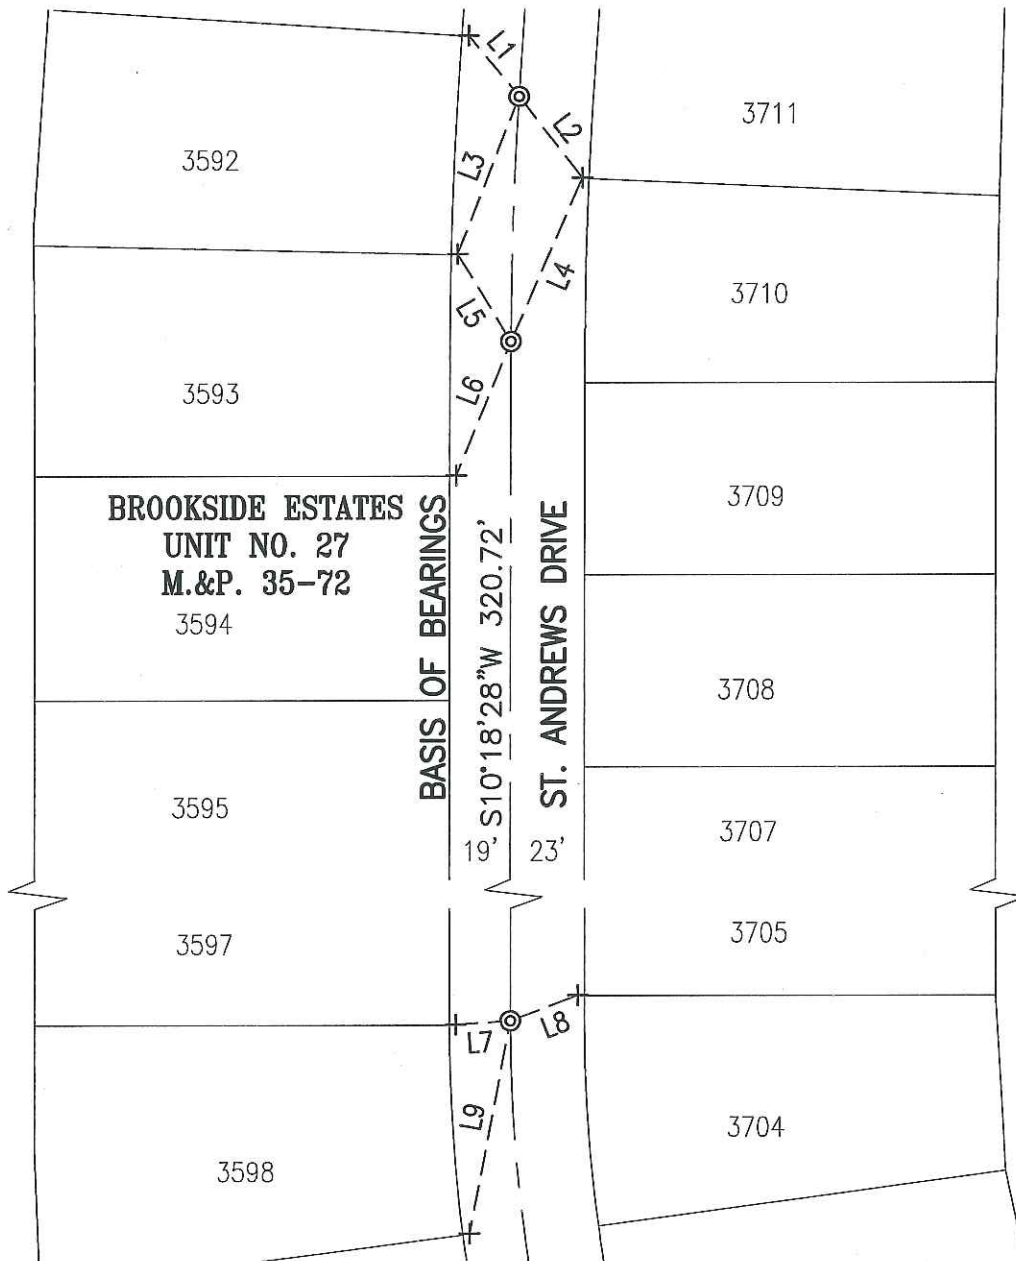 L1
3711
L2
3592
L3
L4
3710
L5
3593
L6
BROOKSIDE ESTATES
UNIT NO. 27
M.&P. 35-72
3709
BASIS OF BEARINGS
S10°18'28"W 320.72'
ST. ANDREWS DRIVE
3594
3708
3595
3707
19'
23'
3597
3705
L7
L8
L9
3704
3598